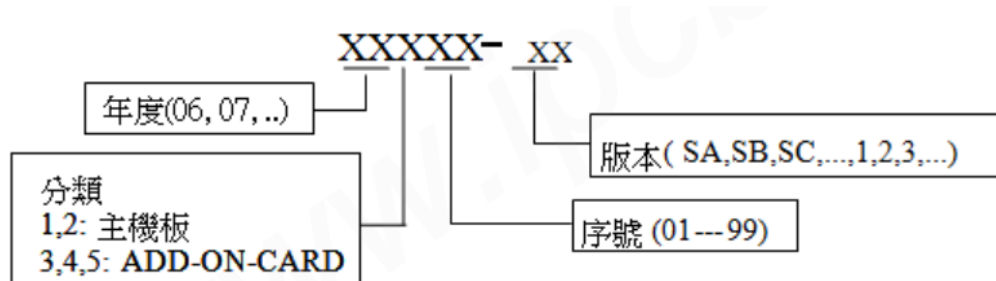 XXXXX- XX
年度(06, 07, ..)
版本( SA,SB,SC,...,1,2,3,...)
分類
1,2: 主機板
3,4,5: ADD-ON-CARD
序號 (01---99)